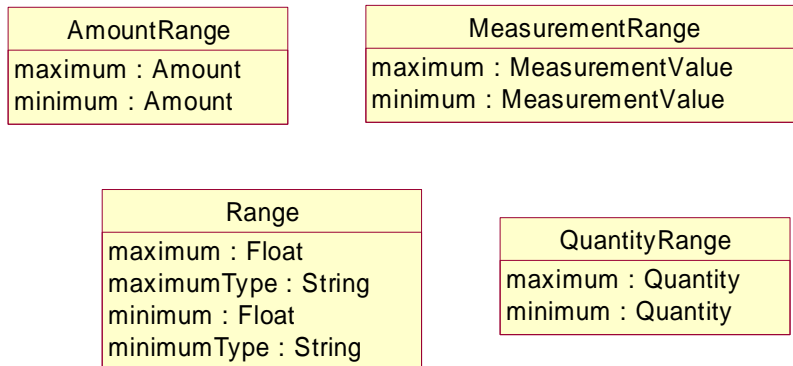 AmountRange
maximum : Amount
minimum : Amount
MeasurementRange
maximum : MeasurementValue
minimum : MeasurementValue
Range
maximum : Float
maximumType : String
minimum : Float
minimumType : String
QuantityRange
maximum : Quantity
minimum : Quantity